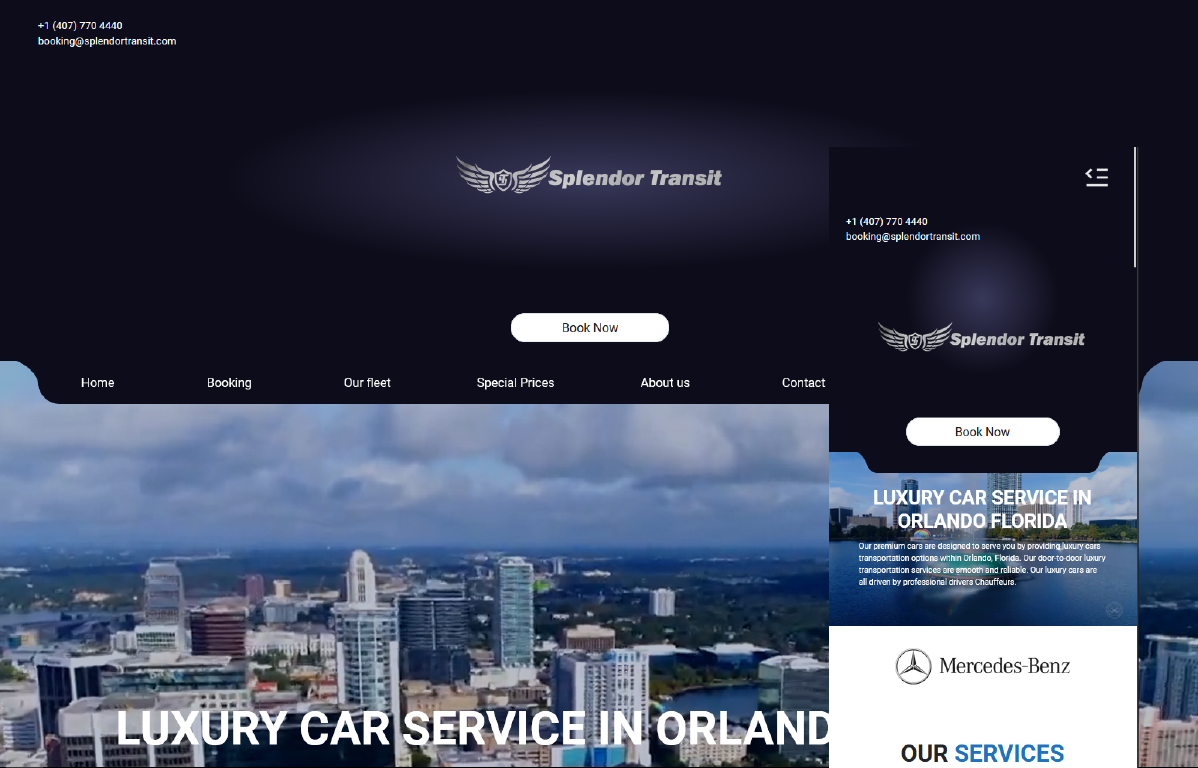 +1 (407) 770 4440
booking@splendortransit.com
Splendor Transit
Book Now
Home
Booking
Our fleet
Special Prices
About us
Contact
LUXURY CAR SERVICE IN ORLAND
+1 (407) 770 4440
booking@splendortransit.com
Splendor Transit
Book Now
LUXURY CAR SERVICE IN
ORLANDO FLORIDA
Our premium cars are designed to serve you by providing luxury cars
transportation options within Orlando, Florida. Our door-to-door luxury
transportation services are smooth and reliable. Our luxury cars are
all driven by professional drivers Chauffeurs.
Mercedes-Benz
OUR SERVICES